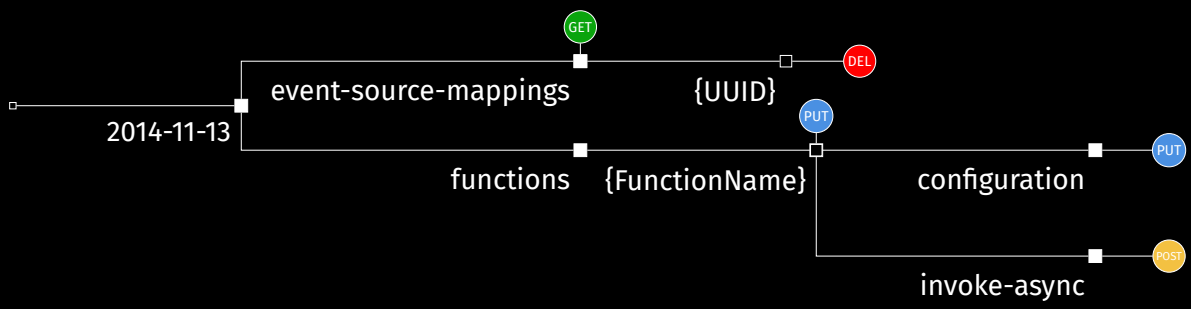 GET
DEL
event-source-mappings
{UUID}
2014-11-13
PUT
PUT
functions
{FunctionName}
configuration
POST
invoke-async